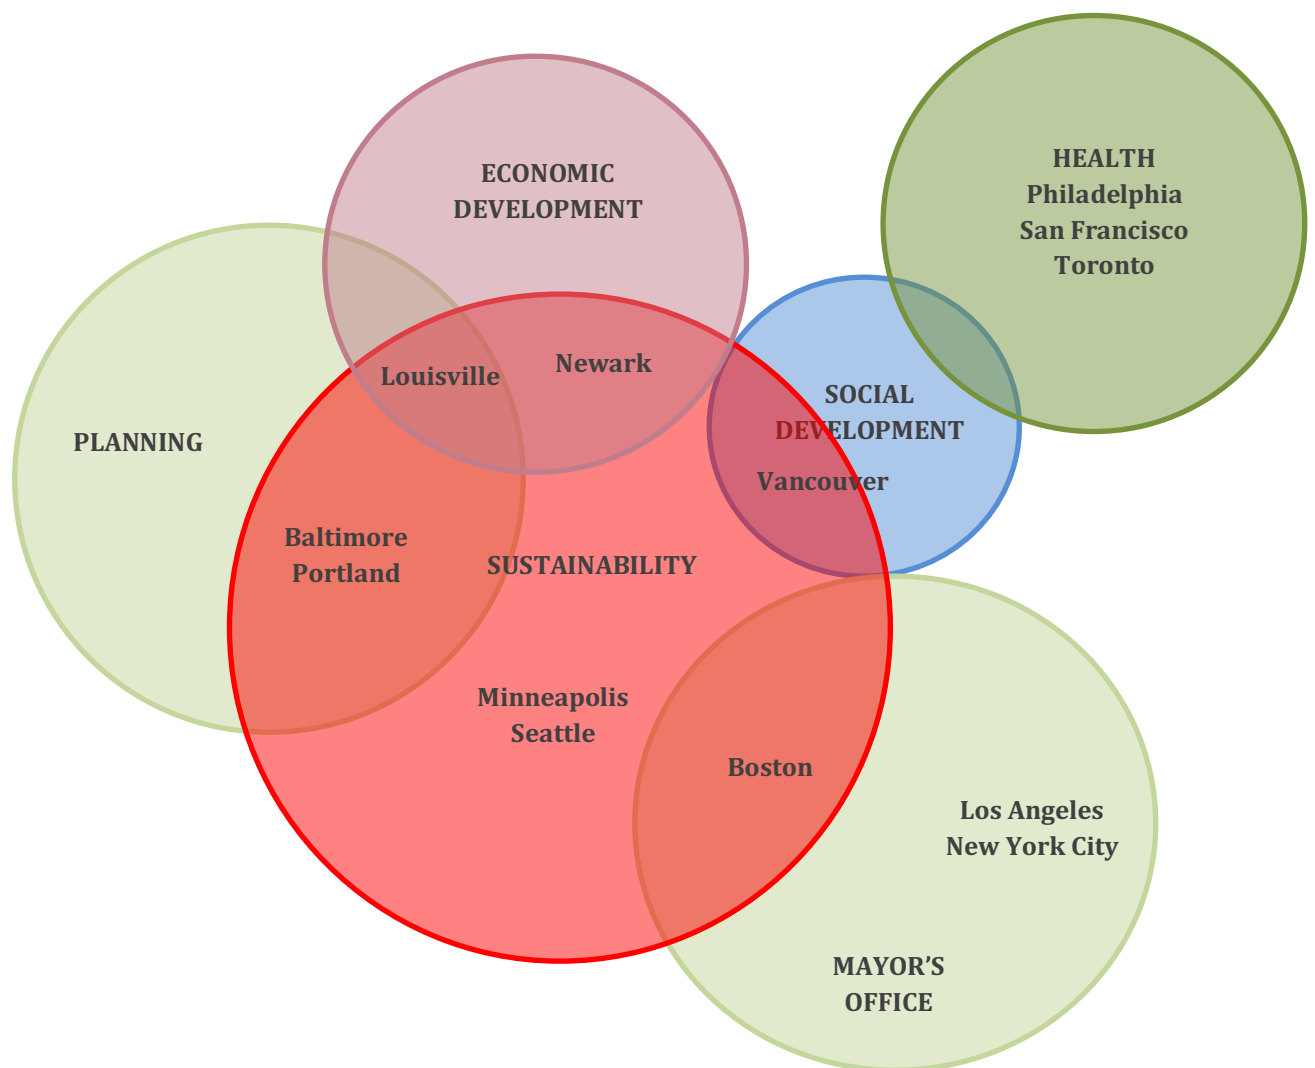 HEALTH
Philadelphia
San Francisco
Toronto
ECONOMIC
DEVELOPMENT
Louisville
Newark
PLANNING
SOCIAL
DEVELOPMENT
Vancouver
Baltimore
Portland
SUSTAINABILITY
Minneapolis
Seattle
Boston
Los Angeles
New York City
MAYOR’S
OFFICE